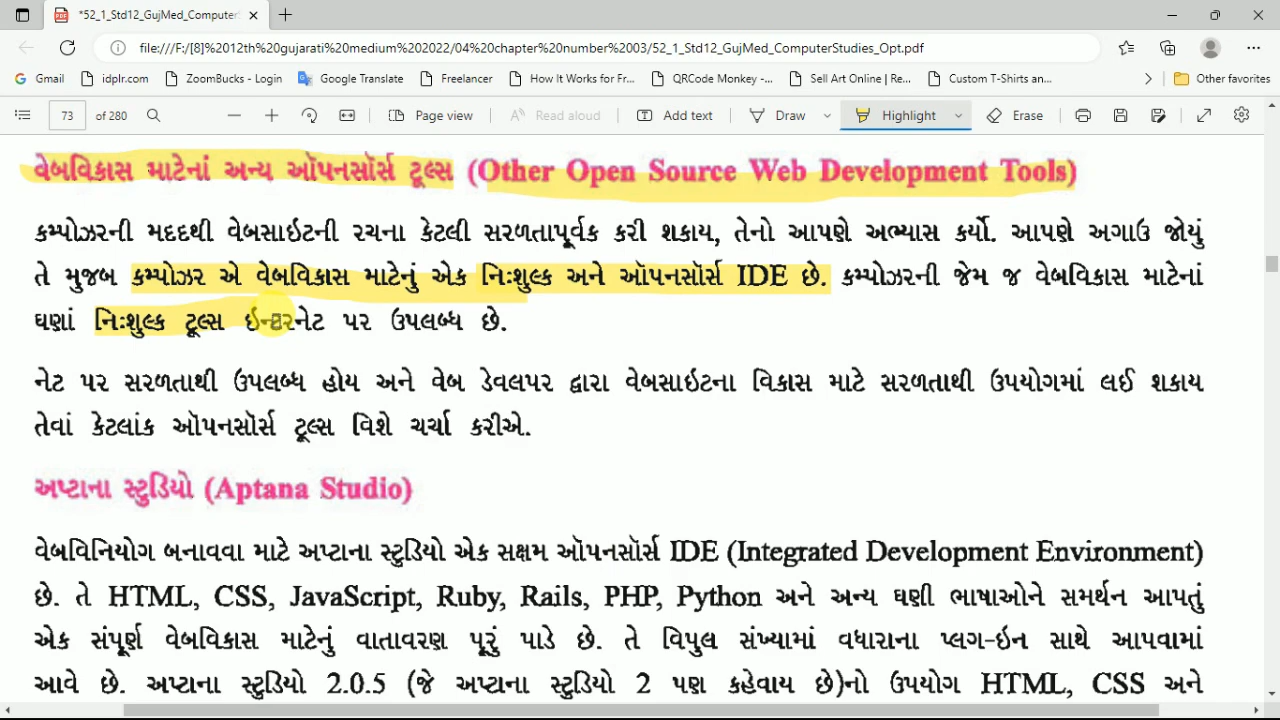 *52_1_Std12_GujMed_Computer
file:///F:/[8]%2012th%20gujarati%20medium%202022/04%20chapter%20number%2003/52_1_Std12_GujMed_ComputerStudies_Opt.pdf
Gmail idplr.com ZoomBucks - Login Google Translate Freelancer How It Works for Fr... QRCode Monkey -... Sell Art Online | Re... Custom T-Shirts an... Other favorites
73 of 280 Page view Read aloud Add text Draw Highlight Erase
વેબવિકાસ માટેનાં અન્ય ઑપનસૉર્સ ટૂલ્સ (Other Open Source Web Development Tools)
કમ્પોઝરની મદદથી વેબસાઇટની રચના કેટલી સરળતાપૂર્વક કરી શકાય, તેનો આપણે અભ્યાસ કર્યો. આપણે અગાઉ જોયું
તે મુજબ કમ્પોઝર એ વેબવિકાસ માટેનું એક નિઃશુલ્ક અને ઑપનસૉર્સ IDE છે. કમ્પોઝરની જેમ જ વેબવિકાસ માટેનાં
ઘણાં નિઃશુલ્ક ટૂલ્સ ઇન્ટરનેટ પર ઉપલબ્ધ છે.
નેટ પર સરળતાથી ઉપલબ્ધ હોય અને વેબ ડેવલપર દ્વારા વેબસાઇટના વિકાસ માટે સરળતાથી ઉપયોગમાં લઈ શકાય
તેવાં કેટલાંક ઑપનસૉર્સ ટૂલ્સ વિશે ચર્ચા કરીએ.
અપ્ટાના સ્ટુડિયો (Aptana Studio)
વેબવિનિયોગ બનાવવા માટે અપ્ટાના સ્ટુડિયો એક સક્ષમ ઑપનસૉર્સ IDE (Integrated Development Environment)
છે. તે HTML, CSS, JavaScript, Ruby, Rails, PHP, Python અને અન્ય ઘણી ભાષાઓને સમર્થન આપતું
એક સંપૂર્ણ વેબવિકાસ માટેનું વાતાવરણ પૂરું પાડે છે. તે વિપુલ સંખ્યામાં વધારાના પ્લગ-ઇન સાથે આપવામાં
આવે છે. અપ્ટાના સ્ટુડિયો 2.0.5 (જે અપ્ટાના સ્ટુડિયો 2 પણ કહેવાય છે)નો ઉપયોગ HTML, CSS અને